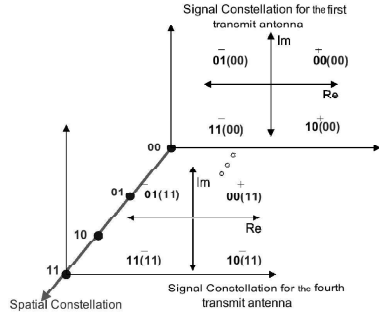 Signal Constellation for the first
transmit antenna
Im
01(00)
00(00)
Re
11(00)
10(00)
00
01
01(11)
Im
00(11)
10
Re
11
11(11)
10(11)
Signal Constellation for the fourth
transmit antenna
Spatial Constellation